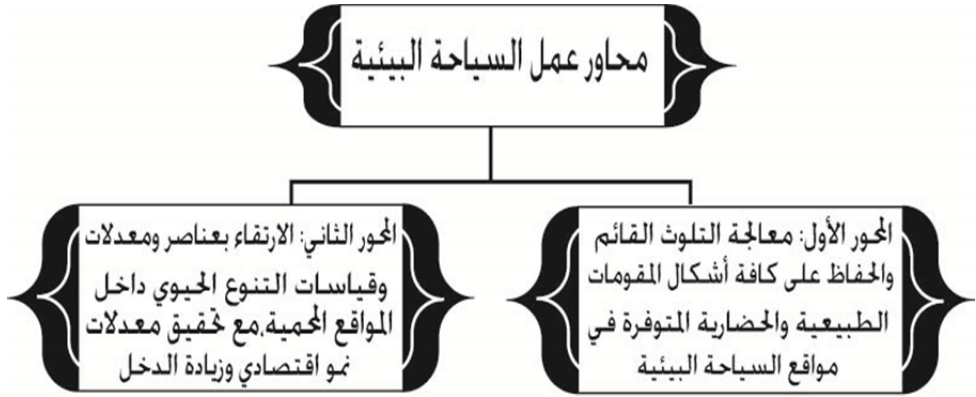 محاور عمل السياحة البيئية
المحور الأول: معالجة التلوث القائم
والحفاظ على كافة أشكال المقومات
الطبيعية والحضارية المتوفرة في
مواقع السياحة البيئية
المحور الثاني: الارتقاء بعناصر ومعدلات
وقياسات التنوع الحيوي داخل
المواقع المحمية،مع تحقيق معدلات
نمو اقتصادي وزيادة الدخل